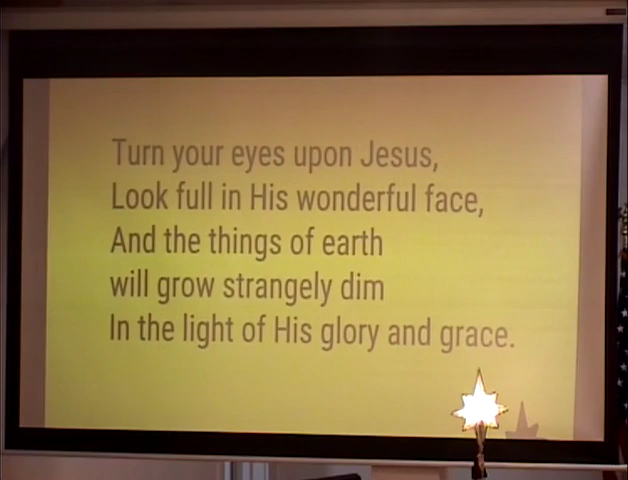 Turn your eyes upon Jesus,
Look full in His wonderful face,
And the things of earth
will grow strangely dim
In the light of His glory and grace.